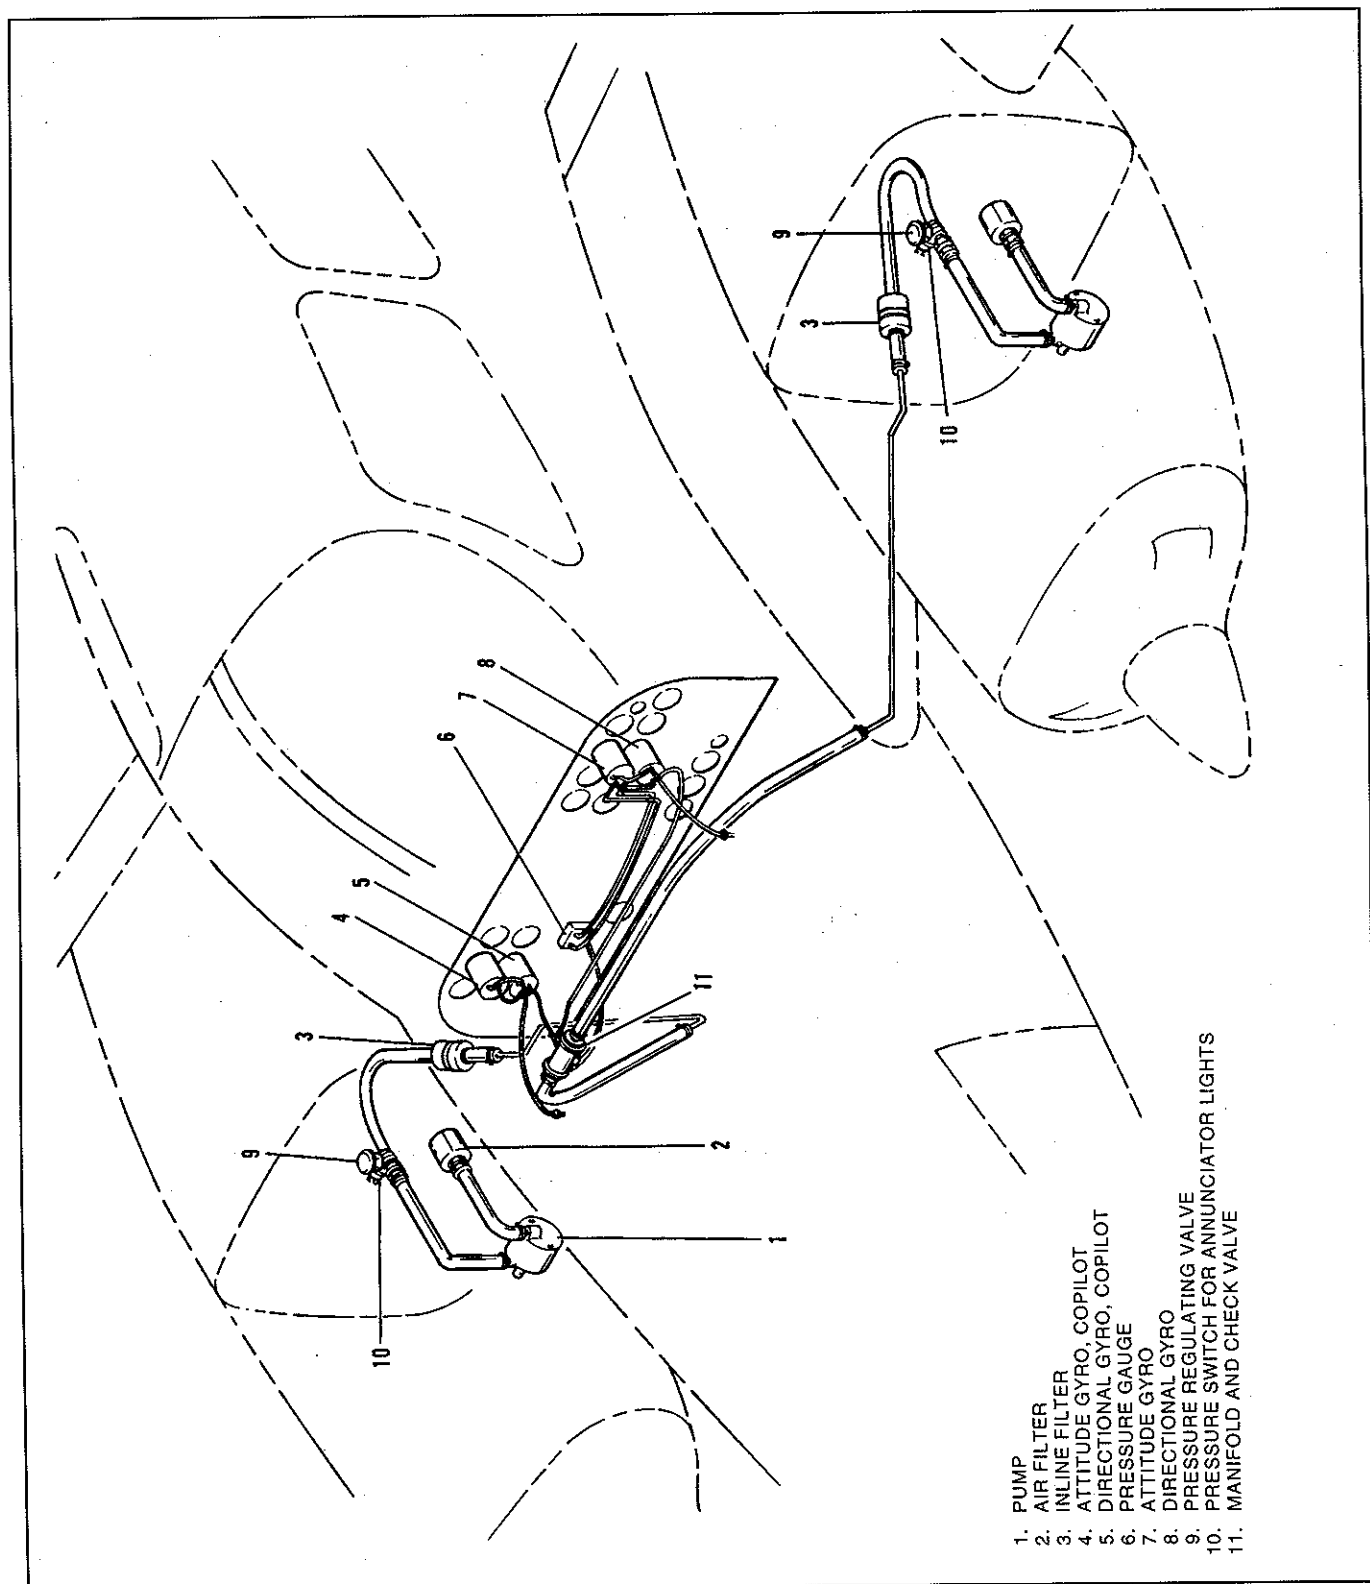 9
3
10
8
7
6
5
4
3
11
9
2
10
1
1. PUMP
2. AIR FILTER
3. INLINE FILTER
4. ATTITUDE GYRO, COPILOT
5. DIRECTIONAL GYRO, COPILOT
6. PRESSURE GAUGE
7. ATTITUDE GYRO
8. DIRECTIONAL GYRO
9. PRESSURE REGULATING VALVE
10. PRESSURE SWITCH FOR ANNUNCIATOR LIGHTS
11. MANIFOLD AND CHECK VALVE